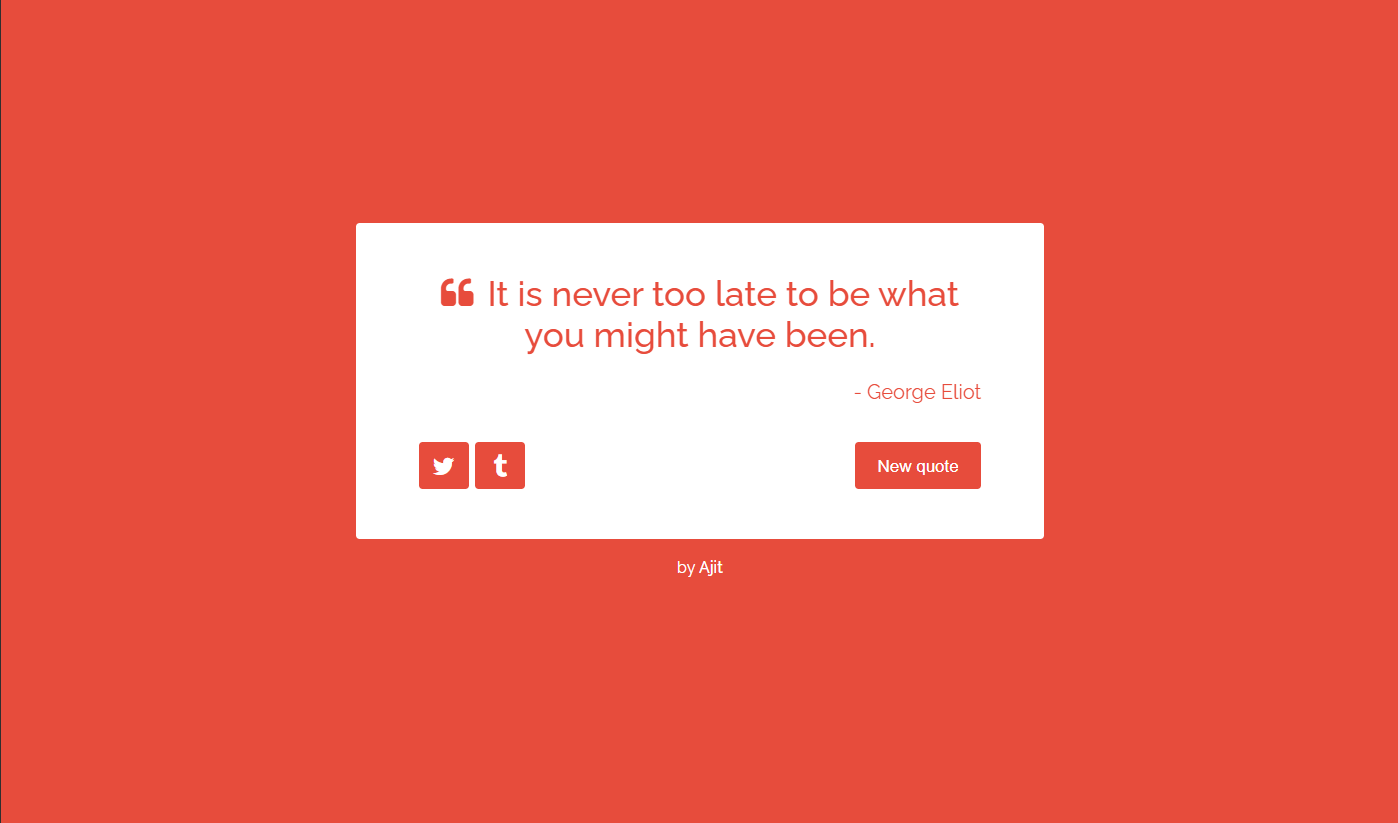 “ It is never too late to be what
you might have been.
- George Eliot
New quote
by Ajit